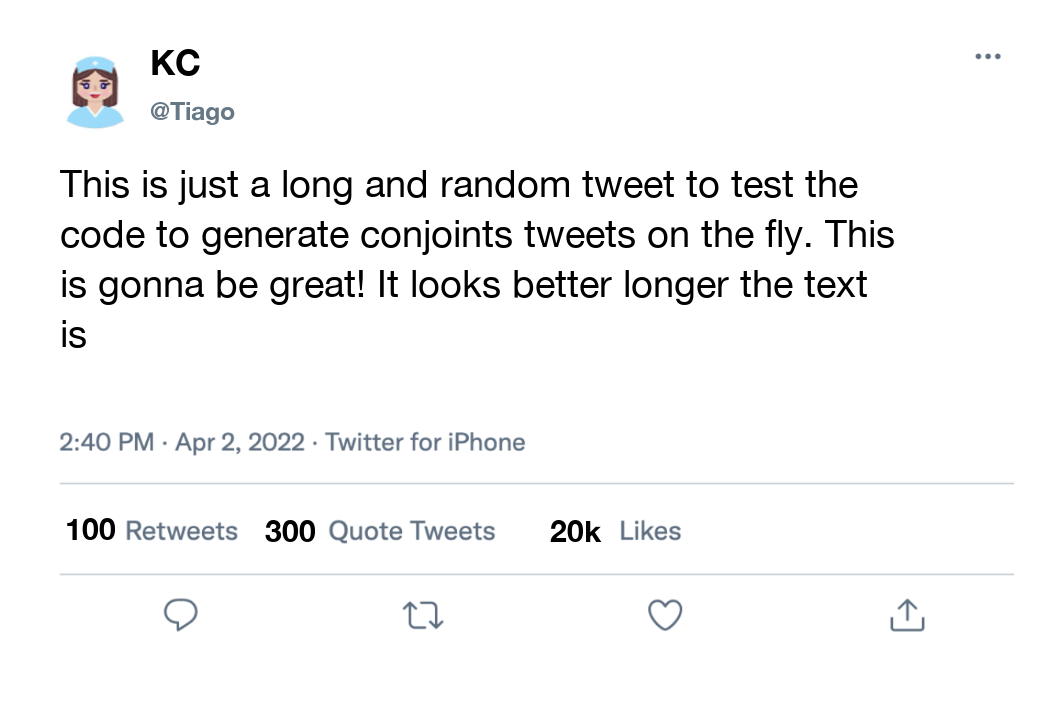 KC
@Tiago
This is just a long and random tweet to test the
code to generate conjoints tweets on the fly. This
is gonna be great! It looks better longer the text
is
2:40 PM · Apr 2, 2022 · Twitter for iPhone
100 Retweets 300 Quote Tweets 20k Likes